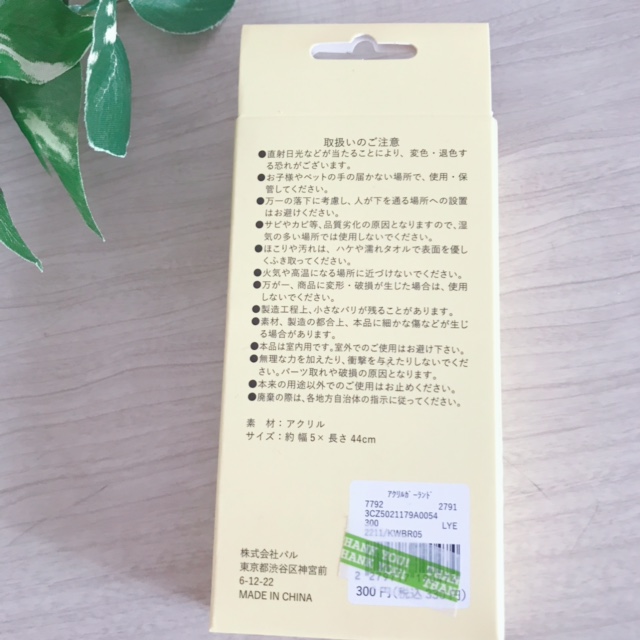 取扱いのご注意
●直射日光などが当たることにより、変色・退色す
る恐れがございます。
●お子様やペットの手の届かない場所で、使用・保
管してください。
●万一の落下に考慮し、人が下を通る場所への設置
はお避けください。
●サビやカビ等、品質劣化の原因となりますので、湿
気の多い場所では使用しないでください。
●ほこりや汚れは、ハケや濡れタオルで表面を優し
くふき取ってください。
●火気や高温になる場所に近づけないでください。
●万が一、商品に変形・破損が生じた場合は、使用
しないでください。
●製造工程上、小さなバリが残ることがあります。
●素材、製造の都合上、本品に細かな傷などが生じ
る場合があります。
●本品は室内用です。室外でのご使用はお避け下さい。
●無理な力を加えたり、衝撃を与えたりしないでくだ
さい。パーツ取れや破損の原因となります。
●本来の用途以外でのご使用はお止めください。
●廃棄の際は、各地方自治体の指示に従ってください。
素 材：アクリル
サイズ：約 幅 5× 長さ 44cm
アクリルガーランド
7792 2791
3CZ5021179A0054
300 LYE
2211/KWBR05
HANK YOU!
THANK YOU!
300円(税込
株式会社パル
東京都渋谷区神宮前
6-12-22
MADE IN CHINA